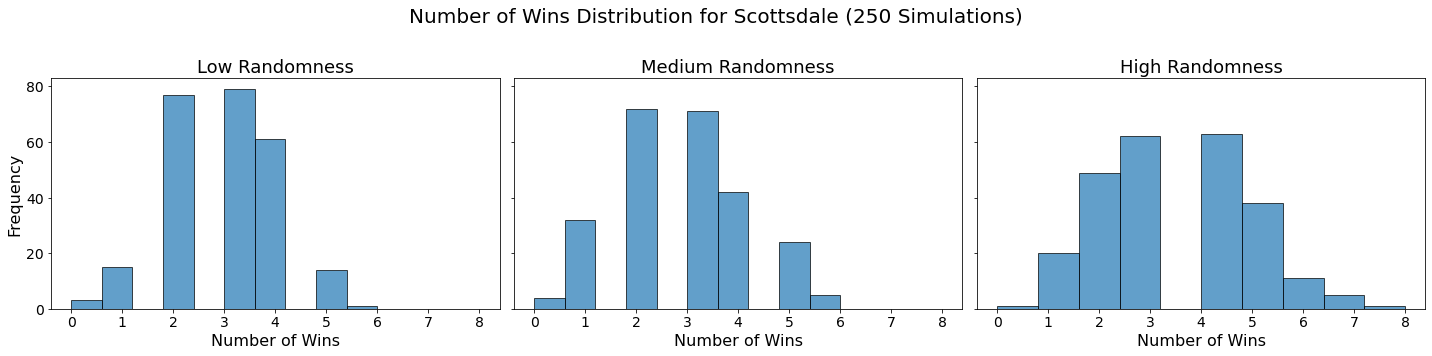 Number of Wins Distribution for Scottsdale (250 Simulations)
Low Randomness
Medium Randomness
High Randomness
Frequency
80
60
40
20
0
0 1 2 3 4 5 6 7 8
0 1 2 3 4 5 6 7 8
0 1 2 3 4 5 6 7 8
Number of Wins
Number of Wins
Number of Wins